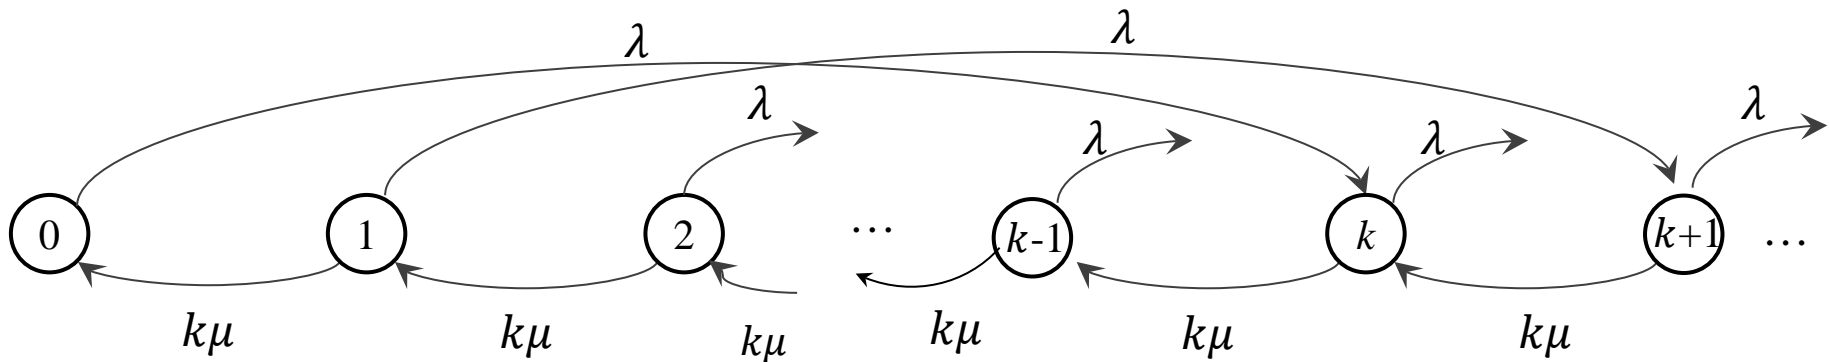 λ λ
λ λ λ λ
0 1 2 … k-1 k k+1 …
kμ kμ kμ kμ kμ kμ